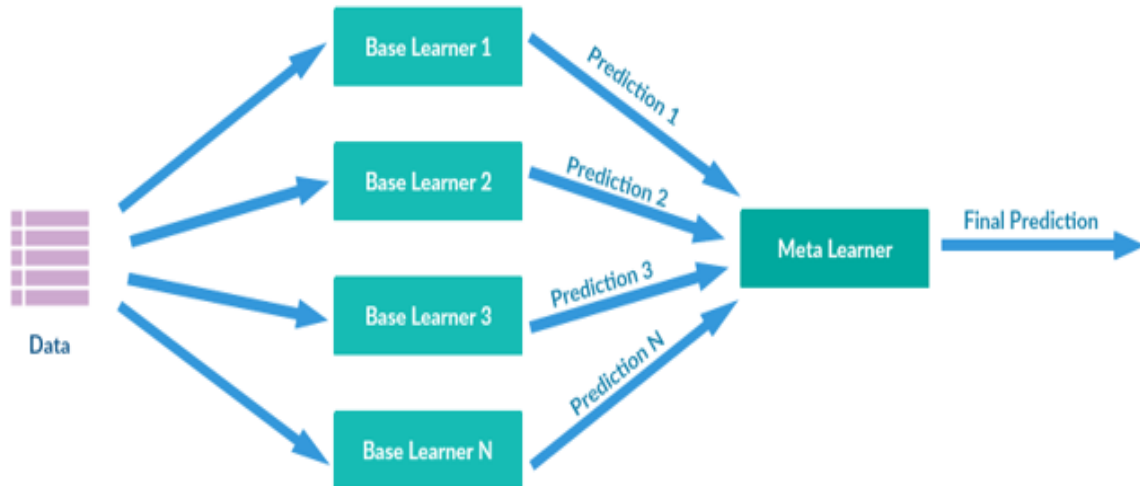 Base Learner 1
Prediction 1
Base Learner 2
Prediction 2
Data
Meta Learner
Final Prediction
Base Learner 3
Prediction 3
Base Learner N
Prediction N